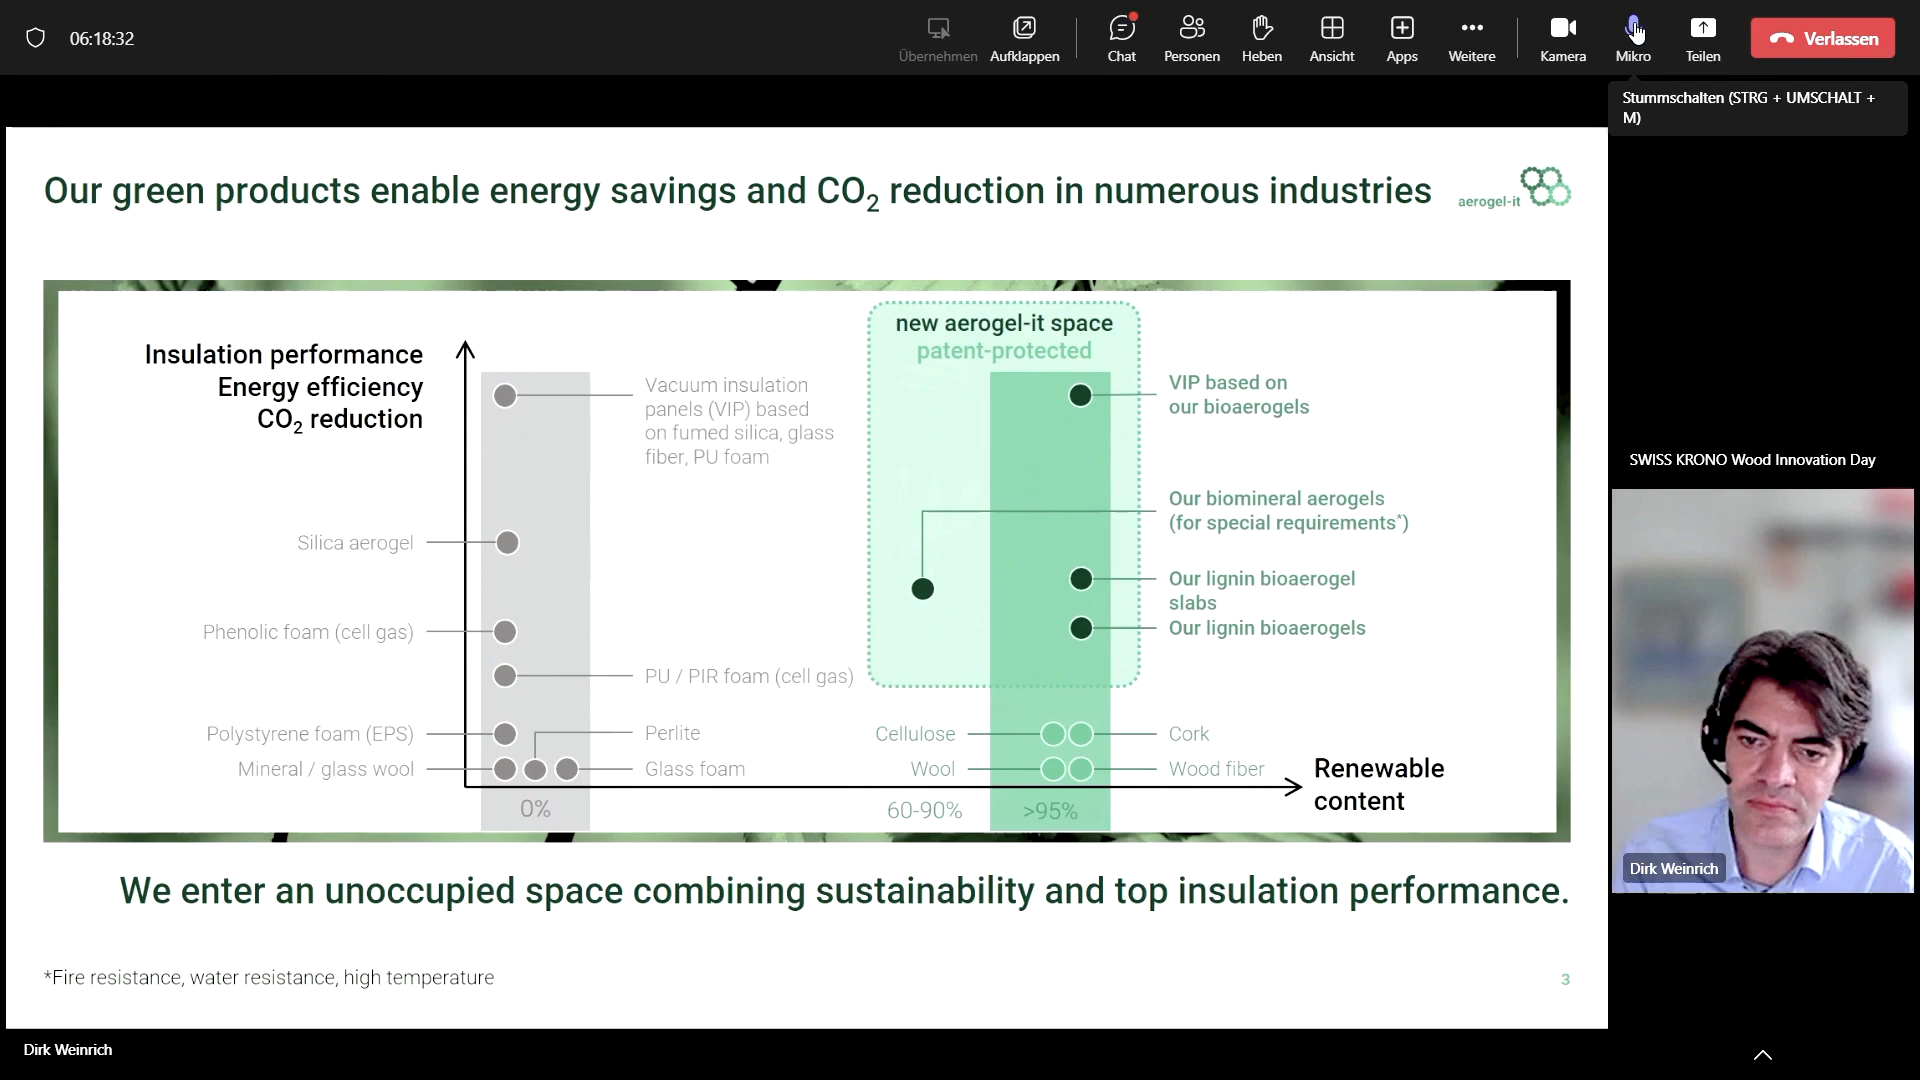 06:18:32
Übernehmen
Aufklappen
Chat
Personen
Heben
Ansicht
Apps
Weitere
Kamera
Mikro
Teilen
Verlassen
Stummschalten (STRG + UMSCHALT +
M)
Our green products enable energy savings and CO₂ reduction in numerous industries
aerogel-it
new aerogel-it space
patent-protected
Insulation performance
Energy efficiency
CO₂ reduction
Vacuum insulation
panels (VIP) based
on fumed silica, glass
fiber, PU foam
VIP based on
our bioaerogels
Our biomineral aerogels
(for special requirements*)
Silica aerogel
Our lignin bioaerogel
slabs
Phenolic foam (cell gas)
Our lignin bioaerogels
PU / PIR foam (cell gas)
Polystyrene foam (EPS)
Perlite
Cellulose
Cork
Mineral / glass wool
Glass foam
Wool
Wood fiber
Renewable
content
0%
60-90%
>95%
We enter an unoccupied space combining sustainability and top insulation performance.
*Fire resistance, water resistance, high temperature
3
SWISS KRONO Wood Innovation Day
Dirk Weinrich
Dirk Weinrich